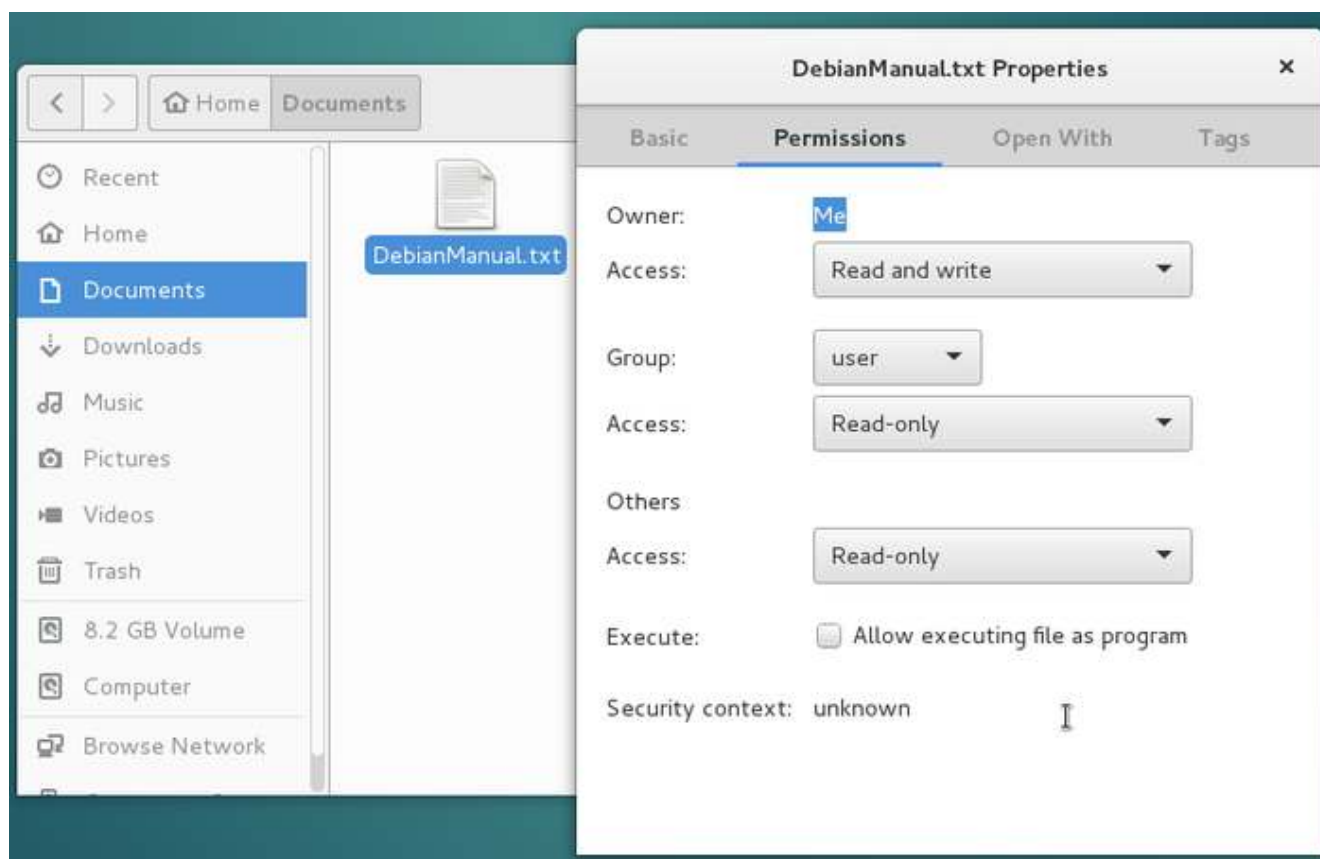 DebianManual.txt Properties
Home Documents
Basic Permissions Open With Tags
Recent
Home
Documents
Downloads
Music
Pictures
Videos
Trash
8.2 GB Volume
Computer
Browse Network
DebianManual.txt
Owner: Me
Access: Read and write
Group: user
Access: Read-only
Others
Access: Read-only
Execute: Allow executing file as program
Security context: unknown